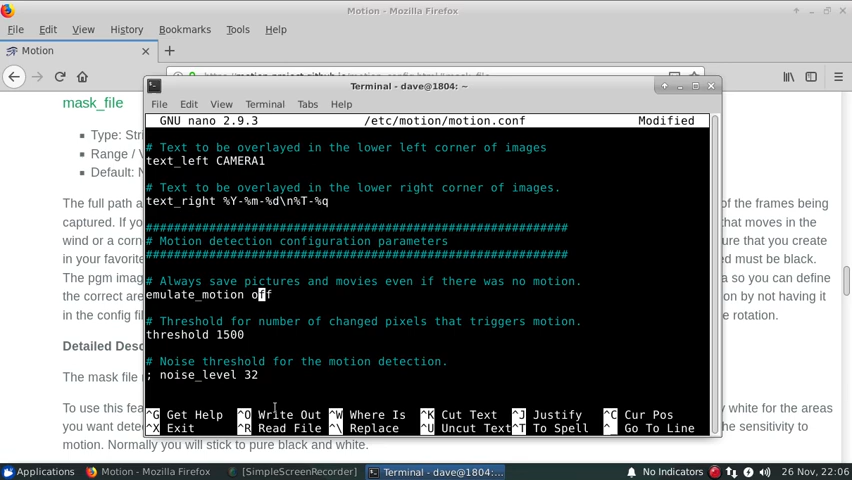 Motion - Mozilla Firefox
File Edit View History Bookmarks Tools Help
Motion
mask_file
Type: Stri
Range / V
Default: N
The full path a
of the frames being
captured. If yo
that moves in the
wind or a corn
ure that you create
in your favorite
ed must be black.
The pgm imag
a so you can define
the correct are
on by not having it
in the config f
e rotation.
Detailed Desc
The mask file
To use this fea
y white for the areas
you want detec
the sensitivity to
motion. Normally you will stick to pure black and white.
Terminal - dave@1804: ~
File Edit View Terminal Tabs Help
GNU nano 2.9.3 /etc/motion/motion.conf Modified
# Text to be overlayed in the lower left corner of images
text_left CAMERA1
# Text to be overlayed in the lower right corner of images.
text_right %Y-%m-%d\n%T-%q
############################################################
# Motion detection configuration parameters
############################################################
# Always save pictures and movies even if there was no motion.
emulate_motion off
# Threshold for number of changed pixels that triggers motion.
threshold 1500
# Noise threshold for the motion detection.
; noise_level 32
^G Get Help ^O Write Out ^W Where Is ^K Cut Text ^J Justify ^C Cur Pos
^X Exit ^R Read File ^\ Replace ^U Uncut Text ^T To Spell ^_ Go To Line
Applications Motion - Mozilla Firefox [SimpleScreenRecorder] Terminal - dave@1804:... No Indicators 26 Nov, 22:06